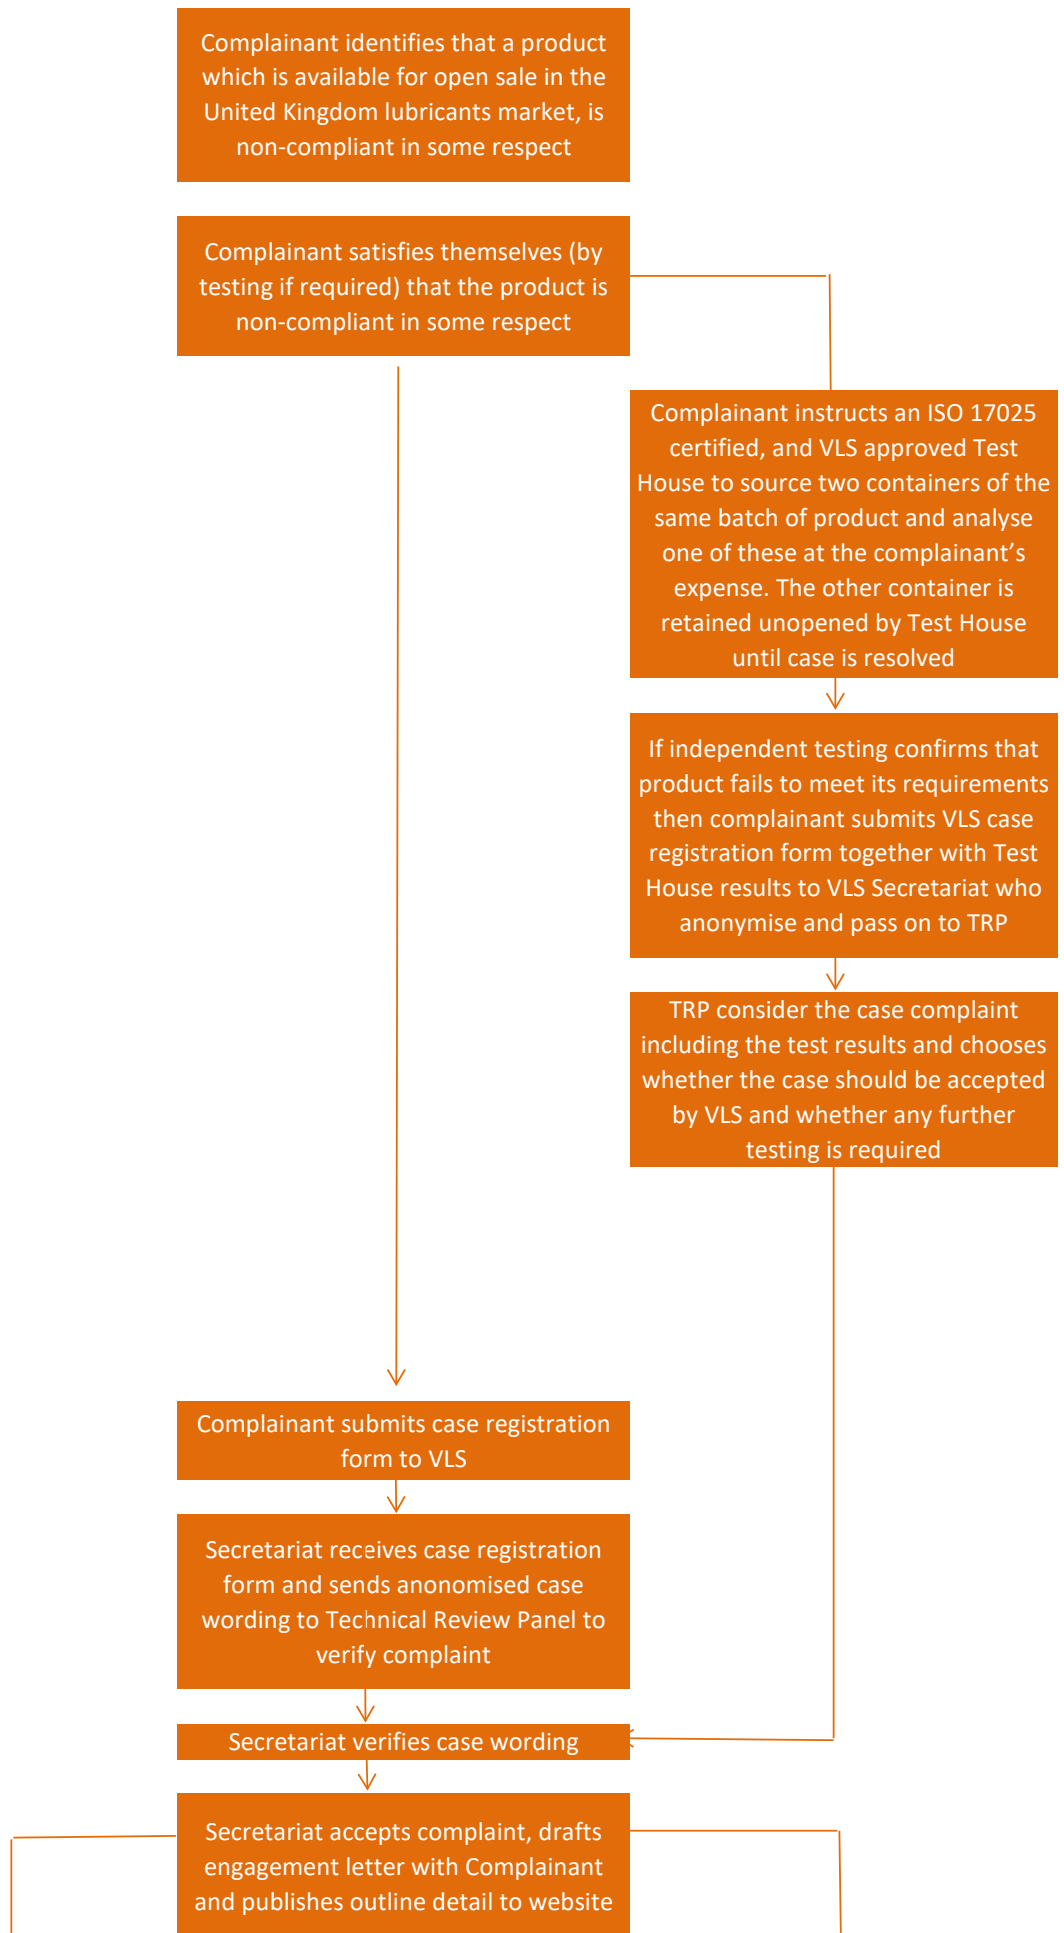 Complainant identifies that a product
which is available for open sale in the
United Kingdom lubricants market, is
non-compliant in some respect
Complainant satisfies themselves (by
testing if required) that the product is
non-compliant in some respect
Complainant instructs an ISO 17025
certified, and VLS approved Test
House to source two containers of the
same batch of product and analyse
one of these at the complainant’s
expense. The other container is
retained unopened by Test House
until case is resolved
If independent testing confirms that
product fails to meet its requirements
then complainant submits VLS case
registration form together with Test
House results to VLS Secretariat who
anonymise and pass on to TRP
TRP consider the case complaint
including the test results and chooses
whether the case should be accepted
by VLS and whether any further
testing is required
Complainant submits case registration
form to VLS
Secretariat receives case registration
form and sends anonomised case
wording to Technical Review Panel to
verify complaint
Secretariat verifies case wording
Secretariat accepts complaint, drafts
engagement letter with Complainant
and publishes outline detail to website